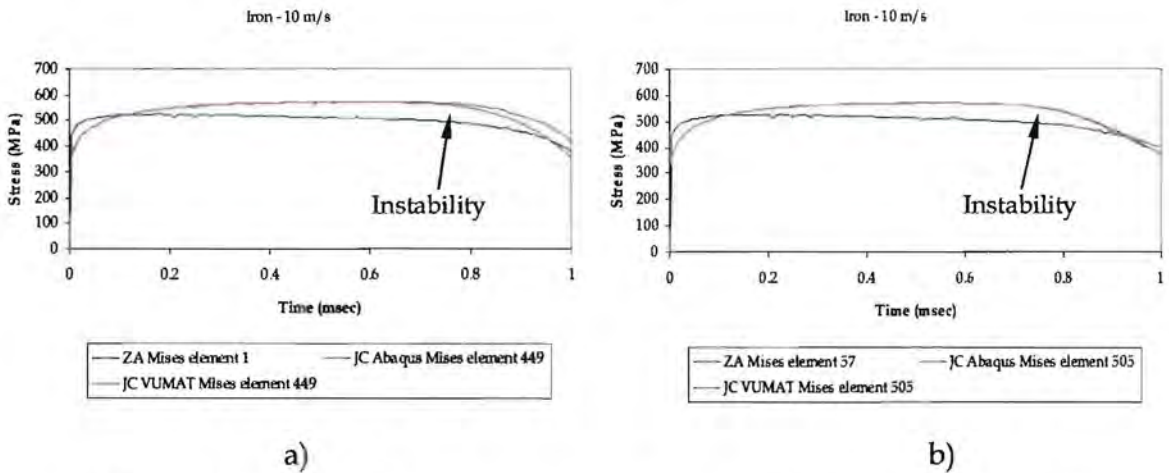 Iron - 10 m/s
700
600
500
400
300
200
100
0
Stress (MPa)
0
0.2
0.4
0.6
0.8
1
Time (msec)
Instability
ZA Mises element 1
JC Abaqus Mises element 449
JC VUMAT Mises element 449
a)
Iron - 10 m/s
700
600
500
400
300
200
100
0
Stress (MPa)
0
0.2
0.4
0.6
0.8
1
Time (msec)
Instability
ZA Mises element 57
JC Abaqus Mises element 505
JC VUMAT Mises element 505
b)